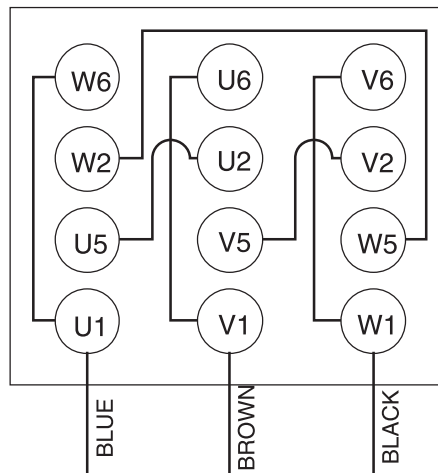 W6 U6 V6
W2 U2 V2
U5 V5 W5
U1 V1 W1
BLUE
BROWN
BLACK